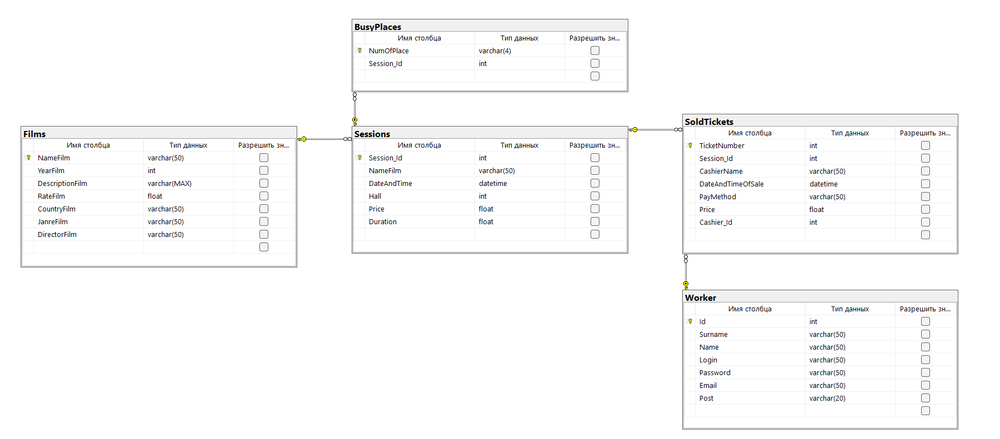 BusyPlaces
Имя столбца Тип данных Разрешить зн...
NumOfPlace varchar(4)
Session_Id int
Films
Имя столбца Тип данных Разрешить зн...
NameFilm varchar(50)
YearFilm int
DescriptionFilm varchar(MAX)
RateFilm float
CountryFilm varchar(50)
JanreFilm varchar(50)
DirectorFilm varchar(50)
Sessions
Имя столбца Тип данных Разрешить зн...
Session_Id int
NameFilm varchar(50)
DateAndTime datetime
Hall int
Price float
Duration float
SoldTickets
Имя столбца Тип данных Разрешить зн...
TicketNumber int
Session_Id int
CashierName varchar(50)
DateAndTimeOfSale datetime
PayMethod varchar(50)
Price float
Cashier_Id int
Worker
Имя столбца Тип данных Разрешить зн...
Id int
Surname varchar(50)
Name varchar(50)
Login varchar(50)
Password varchar(50)
Email varchar(50)
Post varchar(20)